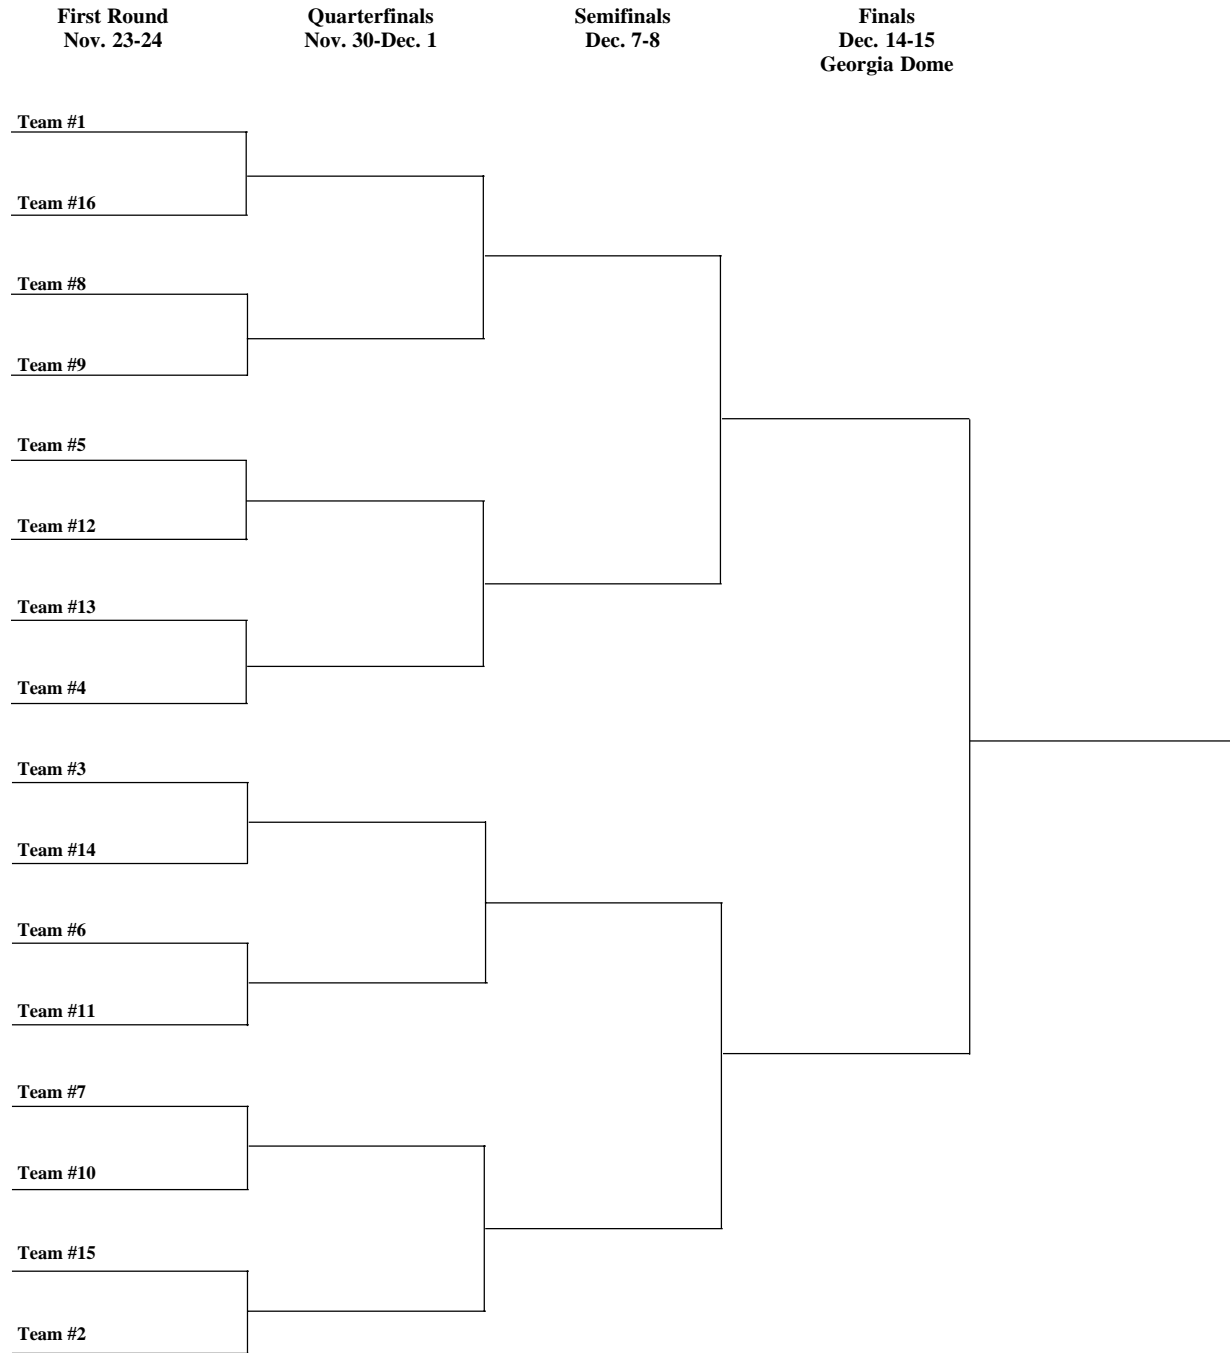 First Round
Nov. 23-24
Quarterfinals
Nov. 30-Dec. 1
Semifinals
Dec. 7-8
Finals
Dec. 14-15
Georgia Dome
Team #1
Team #16
Team #8
Team #9
Team #5
Team #12
Team #13
Team #4
Team #3
Team #14
Team #6
Team #11
Team #7
Team #10
Team #15
Team #2